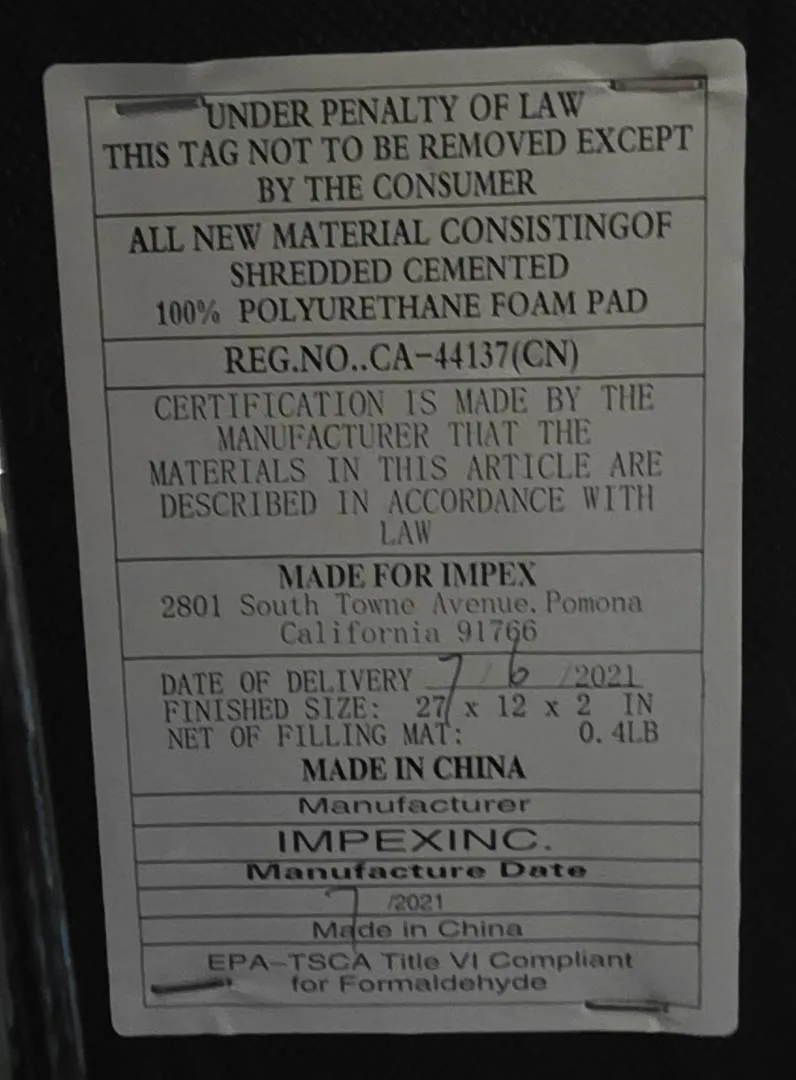 UNDER PENALTY OF LAW
THIS TAG NOT TO BE REMOVED EXCEPT
BY THE CONSUMER
ALL NEW MATERIAL CONSISTINGOF
SHREDDED CEMENTED
100% POLYURETHANE FOAM PAD
REG.NO..CA-44137(CN)
CERTIFICATION IS MADE BY THE
MANUFACTURER THAT THE
MATERIALS IN THIS ARTICLE ARE
DESCRIBED IN ACCORDANCE WITH
LAW
MADE FOR IMPEX
2801 South Towne Avenue, Pomona
California 91766
DATE OF DELIVERY 7 / 6 /2021
FINISHED SIZE: 27 x 12 x 2 IN
NET OF FILLING MAT: 0.4LB
MADE IN CHINA
Manufacturer
IMPEXINC.
Manufacture Date
7 /2021
Made in China
EPA-TSCA Title VI Compliant
for Formaldehyde